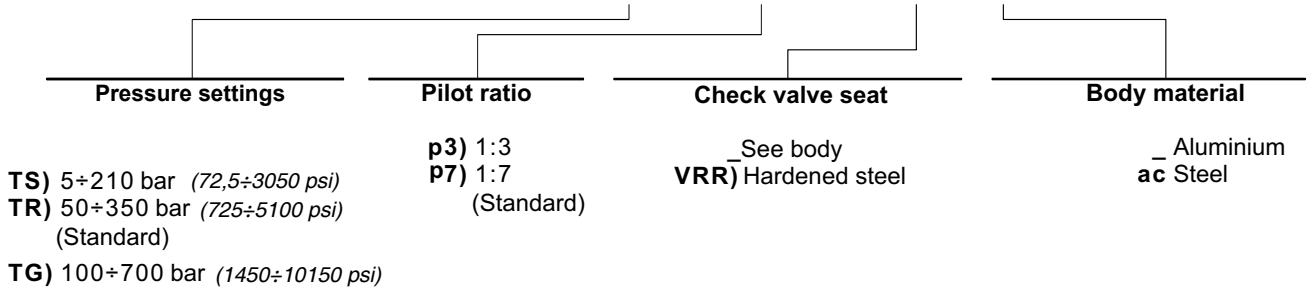 Pressure settings
TS) 5÷210 bar (72,5÷3050 psi)
TR) 50÷350 bar (725÷5100 psi)
(Standard)
TG) 100÷700 bar (1450÷10150 psi)
Pilot ratio
p3) 1:3
p7) 1:7
(Standard)
Check valve seat
_See body
VRR) Hardened steel
Body material
_ Aluminium
ac Steel